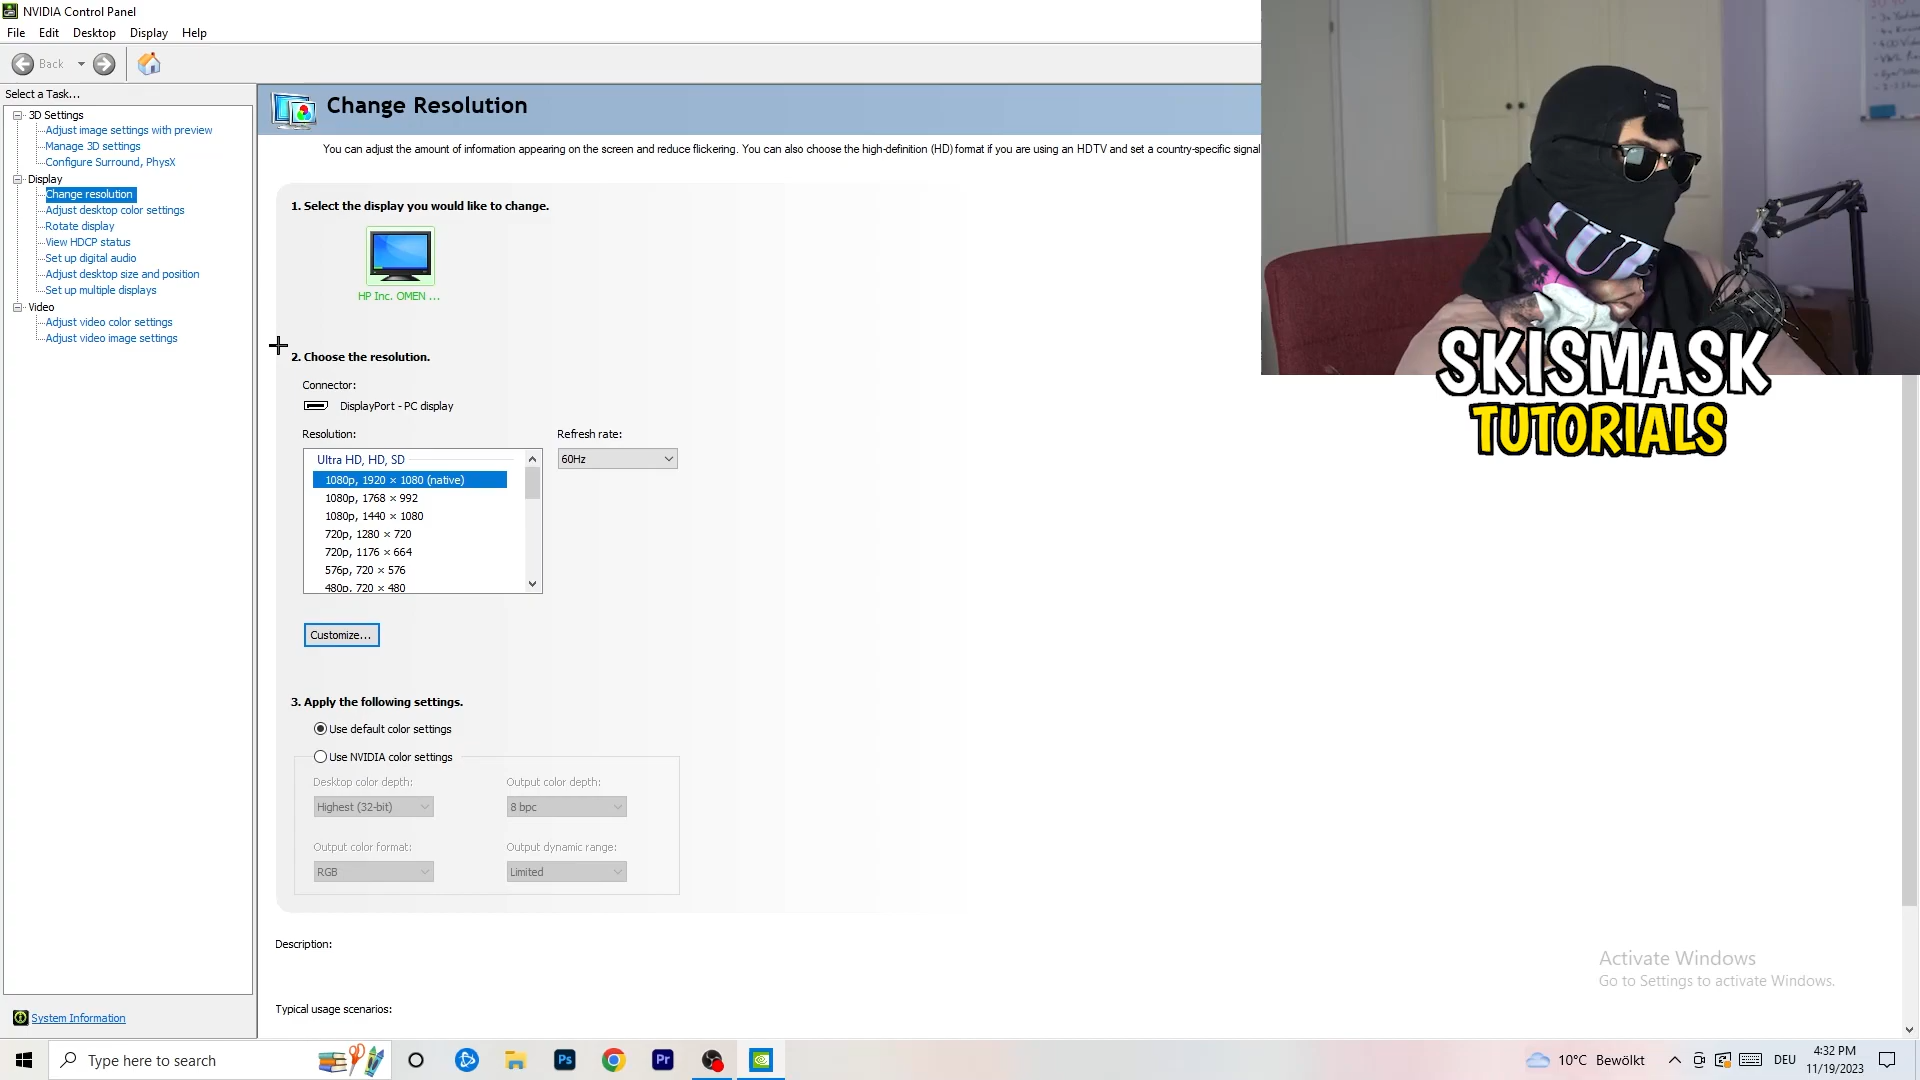 NVIDIA Control Panel
File Edit Desktop Display Help
Back
Select a Task...
3D Settings
Adjust image settings with preview
Manage 3D settings
Configure Surround, PhysX
Display
Change resolution
Adjust desktop color settings
Rotate display
View HDCP status
Set up digital audio
Adjust desktop size and position
Set up multiple displays
Video
Adjust video color settings
Adjust video image settings
System Information
Change Resolution
You can adjust the amount of information appearing on the screen and reduce flickering. You can also choose the high-definition (HD) format if you are using an HDTV and set a country-specific signal
1. Select the display you would like to change.
HP Inc. OMEN ...
2. Choose the resolution.
Connector:
DisplayPort - PC display
Resolution:
Refresh rate:
Ultra HD, HD, SD
60Hz
1080p, 1920 × 1080 (native)
1080p, 1768 × 992
1080p, 1440 × 1080
720p, 1280 × 720
720p, 1176 × 664
576p, 720 × 576
480p, 720 × 480
Customize...
3. Apply the following settings.
Use default color settings
Use NVIDIA color settings
Desktop color depth:
Output color depth:
Highest (32-bit)
8 bpc
Output color format:
Output dynamic range:
RGB
Limited
Description:
Typical usage scenarios:
SKISMASK
TUTORIALS
Activate Windows
Go to Settings to activate Windows.
Type here to search
Ps
Pr
10°C Bewölkt
DEU
4:32 PM
11/19/2023